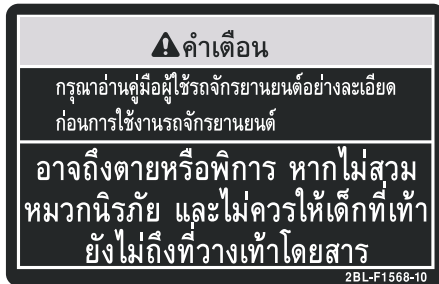 คำเตือน
กรุณาอ่านคู่มือผู้ใช้รถจักรยานยนต์อย่างละเอียด
ก่อนการใช้งานรถจักรยานยนต์
อาจถึงตายหรือพิการ หากไม่สวม
หมวกนิรภัย และไม่ควรให้เด็กที่เท้า
ยังไม่ถึงที่วางเท้าโดยสาร
2BL-F1568-10